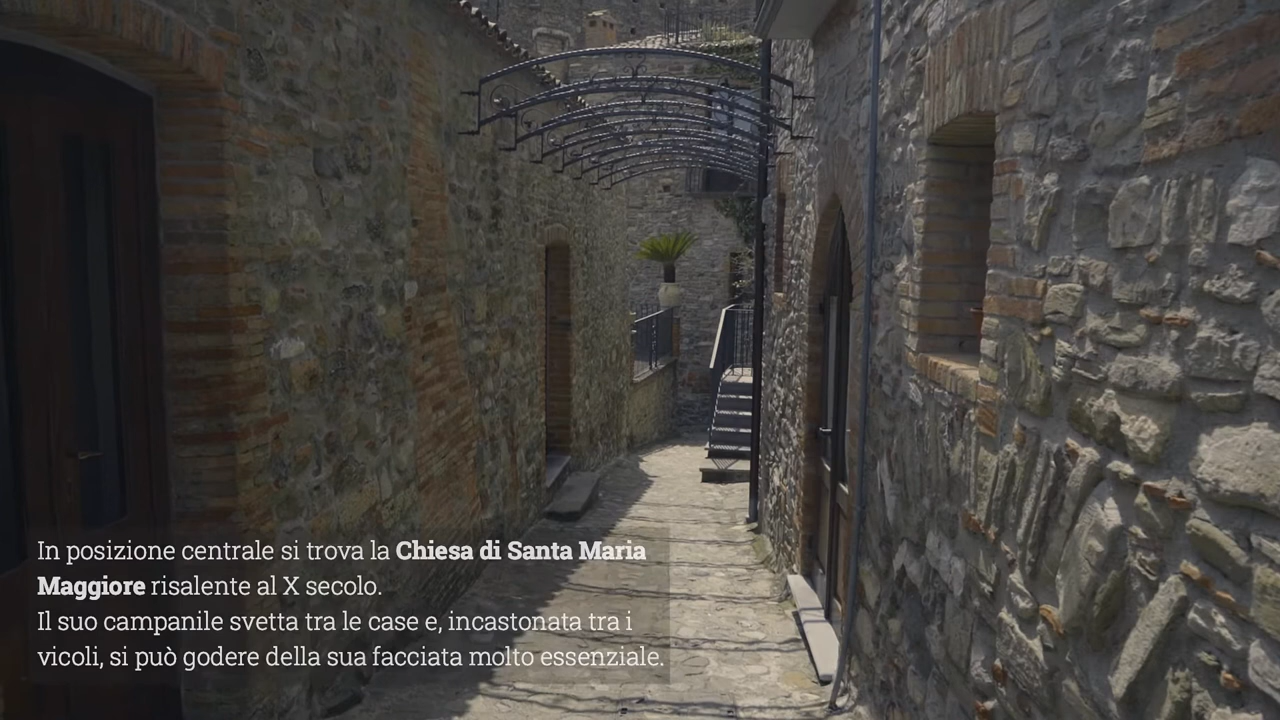 In posizione centrale si trova la Chiesa di Santa Maria
Maggiore risalente al X secolo.
Il suo campanile svetta tra le case e, incastonata tra i
vicoli, si può godere della sua facciata molto essenziale.